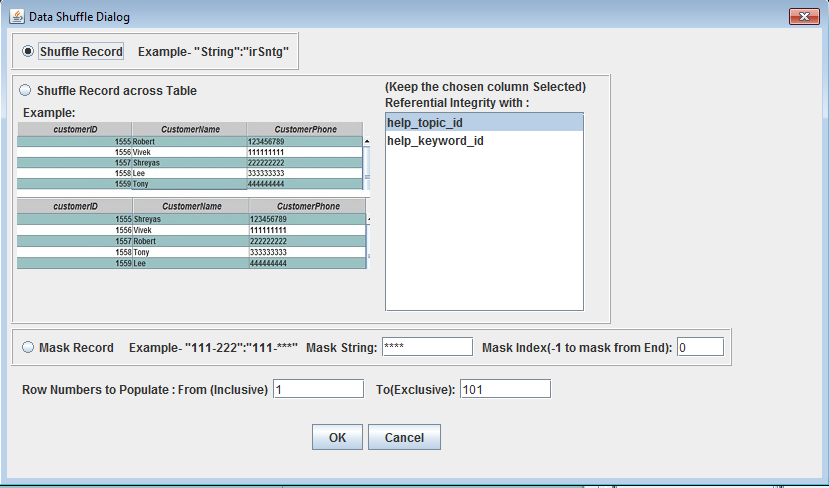 Data Shuffle Dialog
Shuffle Record Example- "String":"irSntg"
Shuffle Record across Table
Example:
customerID CustomerName CustomerPhone
1555 Robert 123456789
1556 Vivek 111111111
1557 Shreyas 222222222
1558 Lee 333333333
1559 Tony 444444444
customerID CustomerName CustomerPhone
1555 Shreyas 123456789
1556 Vivek 111111111
1557 Robert 222222222
1558 Tony 333333333
1559 Lee 444444444
(Keep the chosen column Selected)
Referential Integrity with :
help_topic_id
help_keyword_id
Mask Record Example- "111-222":"111-***" Mask String: **** Mask Index(-1 to mask from End): 0
Row Numbers to Populate : From (Inclusive) 1 To(Exclusive): 101
OK Cancel